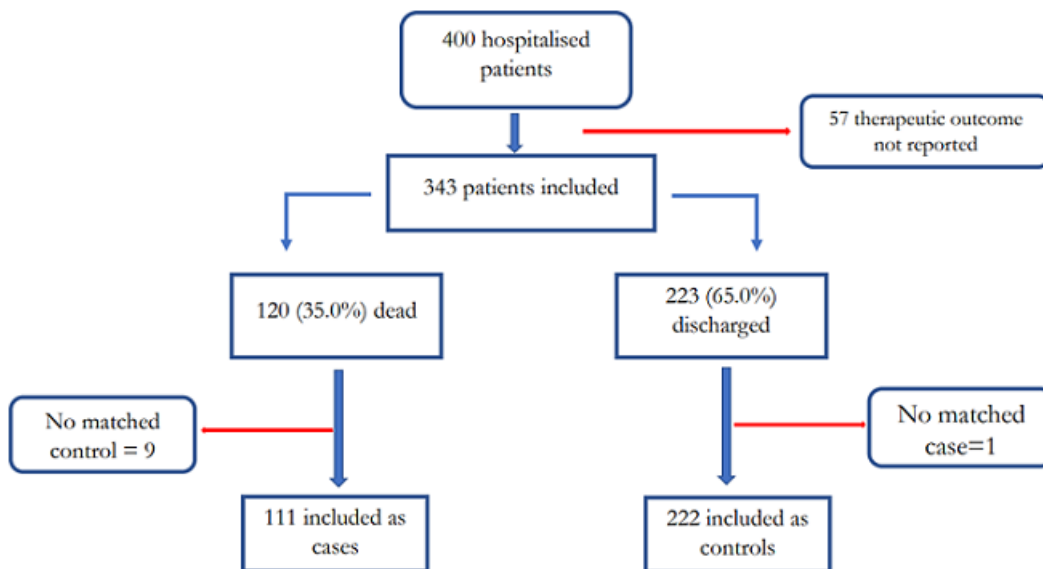 400 hospitalised
patients
57 therapeutic outcome
not reported
343 patients included
120 (35.0%) dead
223 (65.0%)
discharged
No matched
control = 9
No matched
case=1
111 included as
cases
222 included as
controls